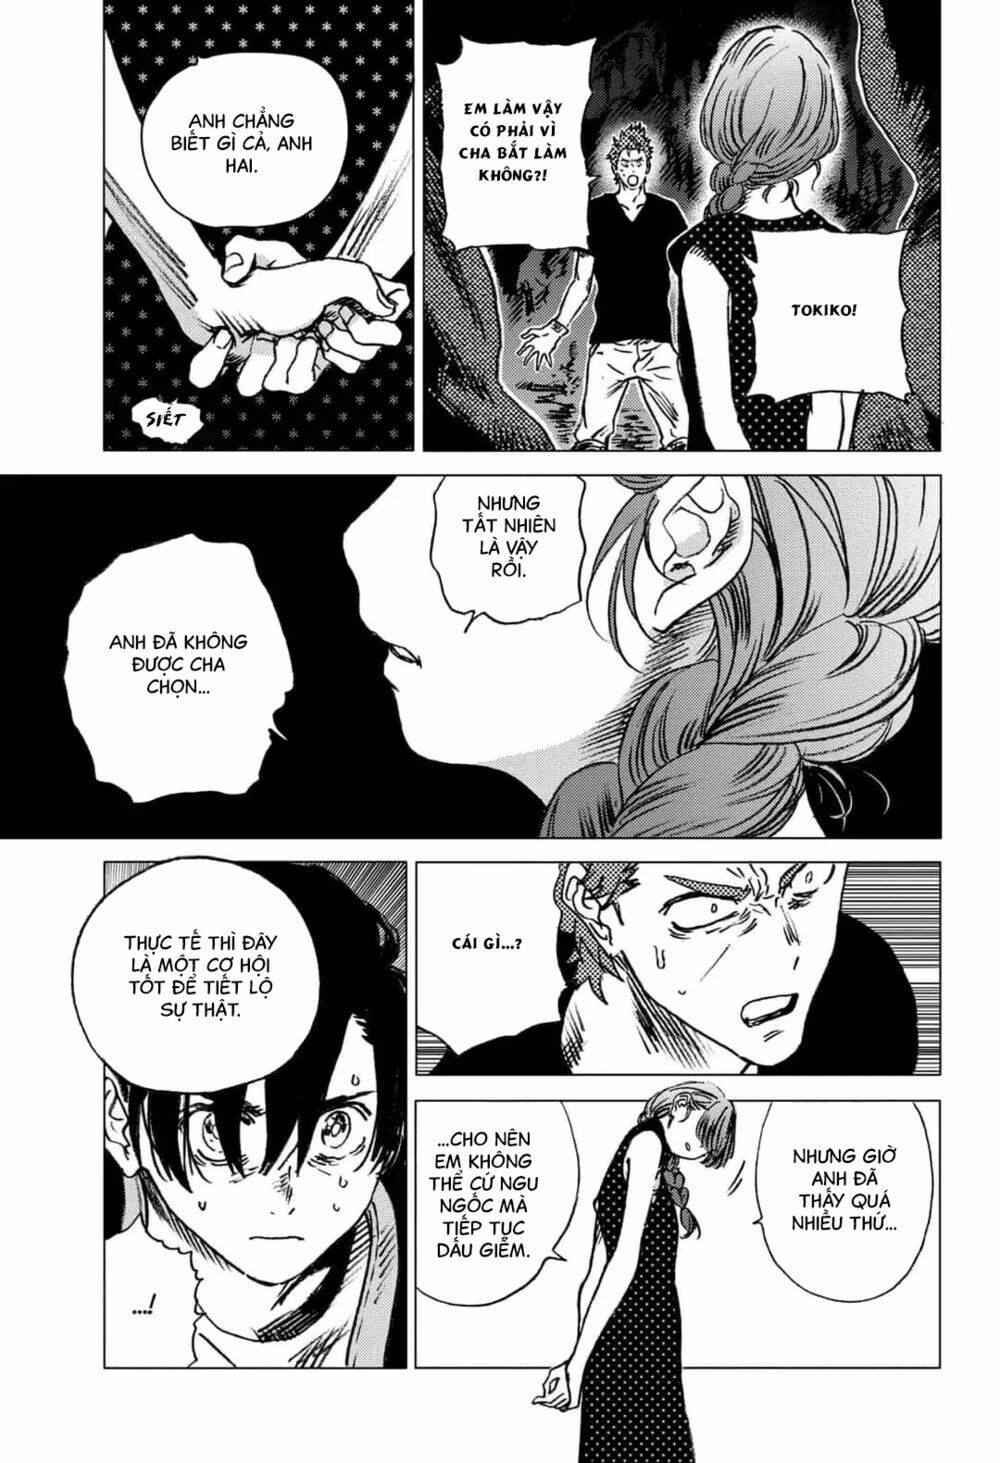 TOKIKO!
EM LÀM VẬY
CÓ PHẢI VÌ
CHA BẮT LÀM
KHÔNG?!
ANH CHẲNG
BIẾT GÌ CẢ, ANH
HAI.
SIẾT
NHƯNG
TẤT NHIÊN
LÀ VẬY
RỒI.
ANH ĐÃ KHÔNG
ĐƯỢC CHA
CHỌN...
CÁI GÌ...?
THỰC TẾ THÌ ĐÂY
LÀ MỘT CƠ HỘI
TỐT ĐỂ TIẾT LỘ
SỰ THẬT.
....!
NHƯNG GIỜ
ANH ĐÃ
THẤY QUÁ
NHIỀU THỨ...
...CHO NÊN
EM KHÔNG
THỂ CỨ NGU
NGỐC MÀ
TIẾP TỤC
DẤU GIẾM.